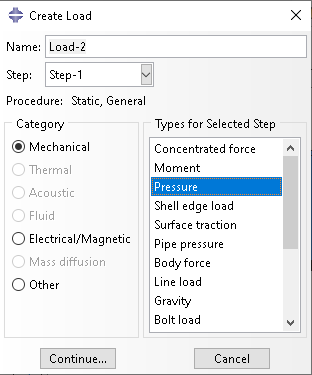 Create Load
Name: Load-2
Step: Step-1
Procedure: Static, General
Category
Mechanical
Thermal
Acoustic
Fluid
Electrical/Magnetic
Mass diffusion
Other
Types for Selected Step
Concentrated force
Moment
Pressure
Shell edge load
Surface traction
Pipe pressure
Body force
Line load
Gravity
Bolt load
Continue...
Cancel